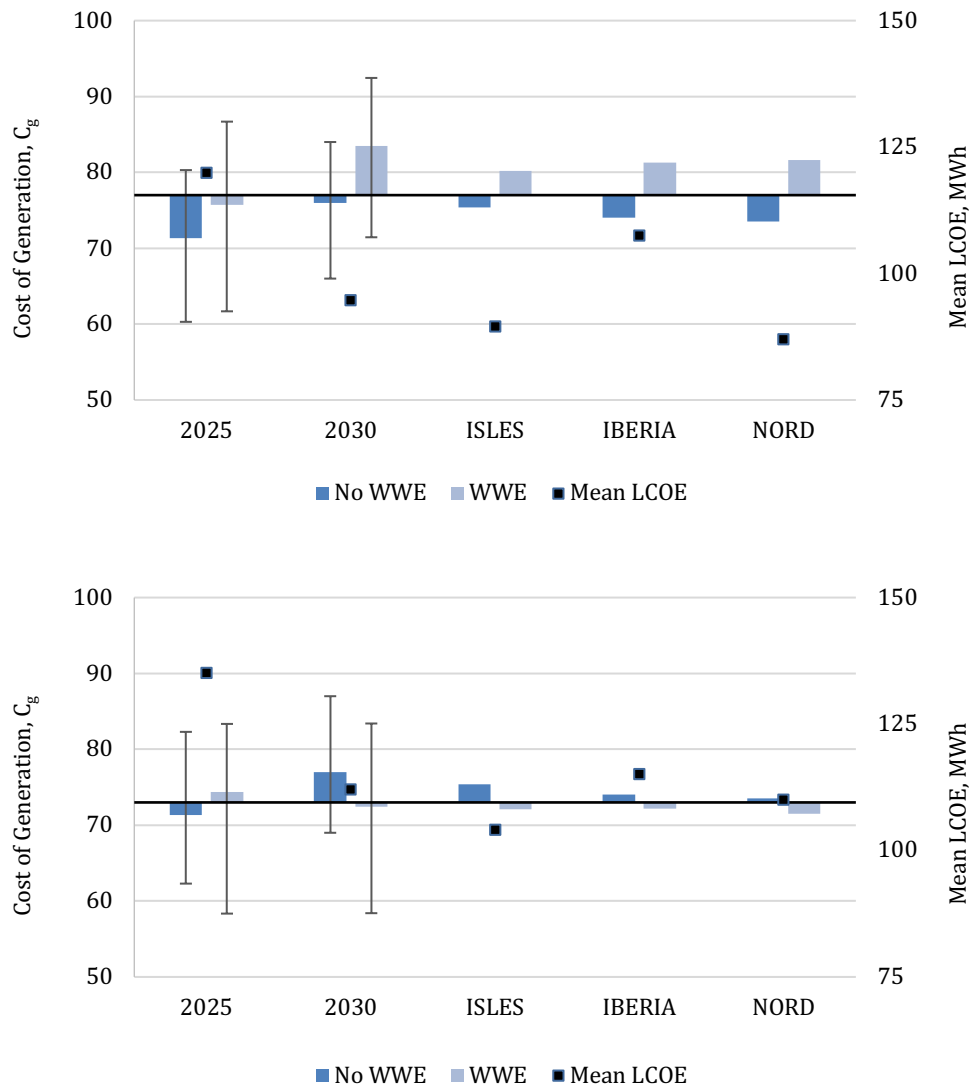 100
90
80
70
60
50
Cost of Generation, Cg
150
125
100
75
Mean LCOE, MWh
2025 2030 ISLES IBERIA NORD
No WWE WWE Mean LCOE
100
90
80
70
60
50
Cost of Generation, Cg
150
125
100
75
Mean LCOE, MWh
2025 2030 ISLES IBERIA NORD
No WWE WWE Mean LCOE